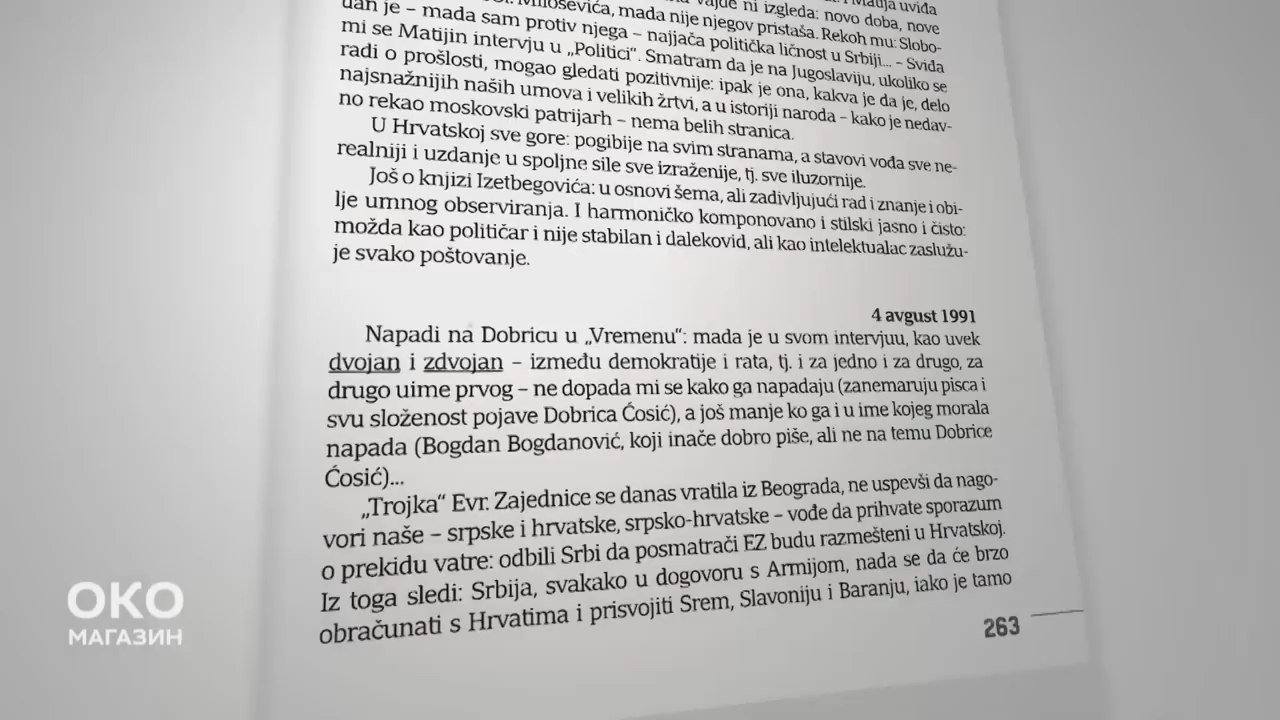 vajde ni izgleda: novo doba, nove
Miloševića, mada nije njegov pristaša. Rekoh mu: Slobo-
dan je – mada sam protiv njega – najjača politička ličnost u Srbiji... – Sviđa
mi se Matijin intervju u „Politici“. Smatram da je na Jugoslaviju, ukoliko se
radi o prošlosti, mogao gledati pozitivnije: ipak je ona, kakva je da je, delo
najsnažnijih naših umova i velikih žrtvi, a u istoriji naroda – kako je nedav-
no rekao moskovski patrijarh – nema belih stranica.
U Hrvatskoj sve gore: pogibije na svim stranama, a stavovi vođa sve ne-
realniji i uzdanje u spoljne sile sve izraženije, tj. sve iluzornije.
Još o knjizi Izetbegovića: u osnovi šema, ali zadivljujući rad i znanje i obi-
lje umnog observiranja. I harmoničko komponovano i stilski jasno i čisto:
možda kao političar i nije stabilan i dalekovid, ali kao intelektualac zaslužu-
je svako poštovanje.
4 avgust 1991
Napadi na Dobricu u „Vremenu“: mada je u svom intervjuu, kao uvek
dvojan i zdvojan – između demokratije i rata, tj. i za jedno i za drugo, za
drugo uime prvog – ne dopada mi se kako ga napadaju (zanemaruju pisca i
svu složenost pojave Dobrica Ćosić), a još manje ko ga i u ime kojeg morala
napada (Bogdan Bogdanović, koji inače dobro piše, ali ne na temu Dobrice
Ćosić)...
„Trojka“ Evr. Zajednice se danas vratila iz Beograda, ne uspevši da nago-
vori naše – srpske i hrvatske, srpsko-hrvatske – vođe da prihvate sporazum
o prekidu vatre: odbili Srbi da posmatrači EZ budu razmešteni u Hrvatskoj.
Iz toga sledi: Srbija, svakako u dogovoru s Armijom, nada se da će brzo
obračunati s Hrvatima i prisvojiti Srem, Slavoniju i Baranju, iako je tamo
263
ОКО
МАГАЗИН